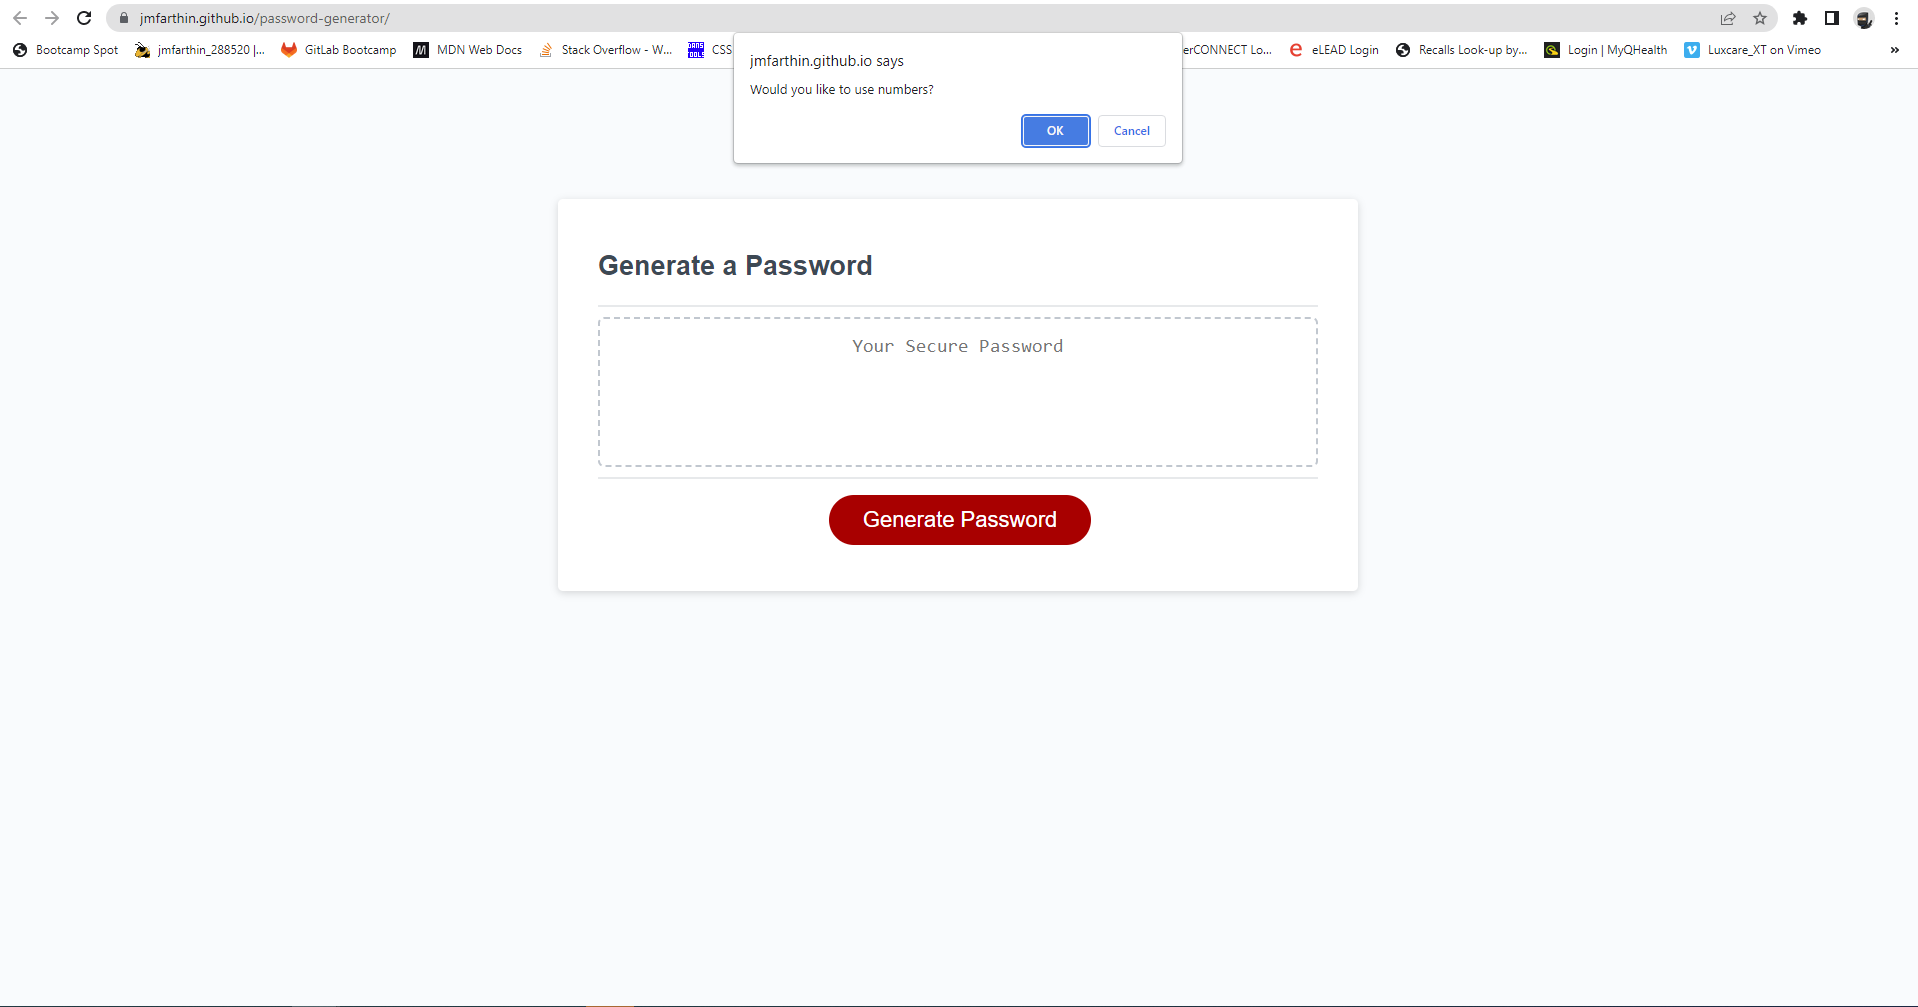 jmfarthin.github.io/password-generator/
Bootcamp Spot jmfarthin_288520 |... GitLab Bootcamp MDN Web Docs Stack Overflow - W... CSS erCONNECT Lo... eLEAD Login Recalls Look-up by... Login | MyQHealth Luxcare_XT on Vimeo »
jmfarthin.github.io says
Would you like to use numbers?
OK Cancel
Generate a Password
Your Secure Password
Generate Password